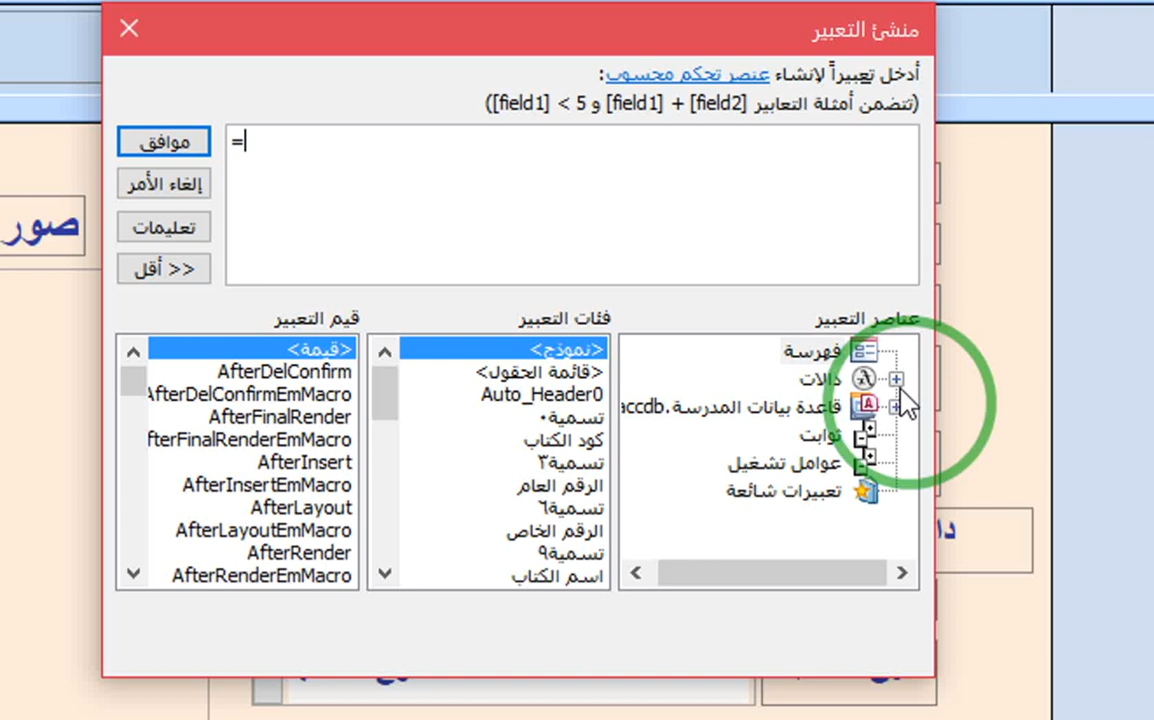 منشئ التعبير
أدخل تعبيراً لإنشاء عنصر تحكم محسوب:
(تتضمن أمثلة التعابير [field1] + [field2] و [field1] < 5)
=
موافق
إلغاء الأمر
تعليمات
<< أقل
صور
عناصر التعبير
فهرسة
دالات
قاعدة بيانات المدرسة.accdb
ثوابت
عوامل تشغيل
تعبيرات شائعة
فئات التعبير
<نموذج>
<قائمة الحقول>
Auto_Header0
تسمية٠
كود الكتاب
تسمية٣
الرقم العام
تسمية٦
الرقم الخاص
تسمية٩
اسم الكتاب
قيم التعبير
<قيمة>
AfterDelConfirm
AfterDelConfirmEmMacro
AfterFinalRender
fterFinalRenderEmMacro
AfterInsert
AfterInsertEmMacro
AfterLayout
AfterLayoutEmMacro
AfterRender
AfterRenderEmMacro